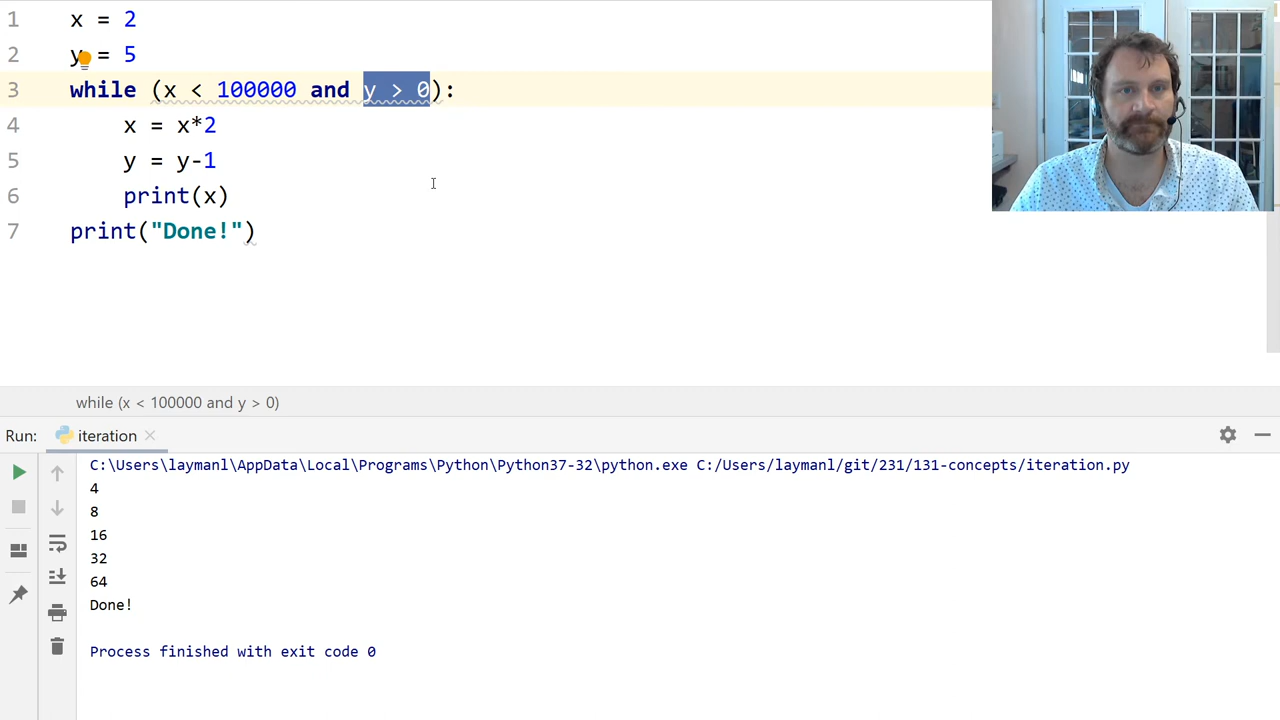 1 x = 2
2 y = 5
3 while (x < 100000 and y > 0):
4 x = x*2
5 y = y-1
6 print(x)
7 print("Done!")
while (x < 100000 and y > 0)
Run: iteration
C:\Users\laymanl\AppData\Local\Programs\Python\Python37-32\python.exe C:/Users/laymanl/git/231/131-concepts/iteration.py
4
8
16
32
64
Done!
Process finished with exit code 0